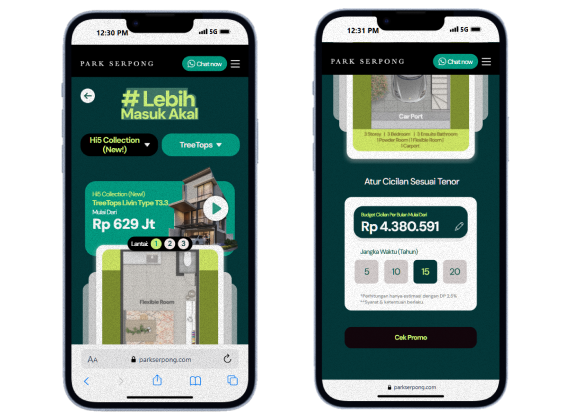 12:30 PM
5G
PARK SERPONG
Chat now
# Lebih
Masuk Akal
Hi5 Collection
(New!)
TreeTops
Hi5 Collection (New!)
TreeTops Livin Type T3.3
Mulai Dari
Rp 629 Jt
Lantai: 1 2 3
Flexible Room
AA
parkserpong.com
12:31 PM
5G
PARK SERPONG
Chat now
Car Port
3 Storey | 3 Bedroom | 3 Ensuite Bathroom
1 Powder Room | 1 Flexible Room |
1 Carport
Atur Cicilan Sesuai Tenor
Budget Cicilan Per Bulan Mulai Dari
Rp 4.380.591
Jangka Waktu (Tahun)
5 10 15 20
*Perhitungan hanya estimasi dengan DP
**Syarat & ketentuan berlaku
Cek Promo
parkserpong.com